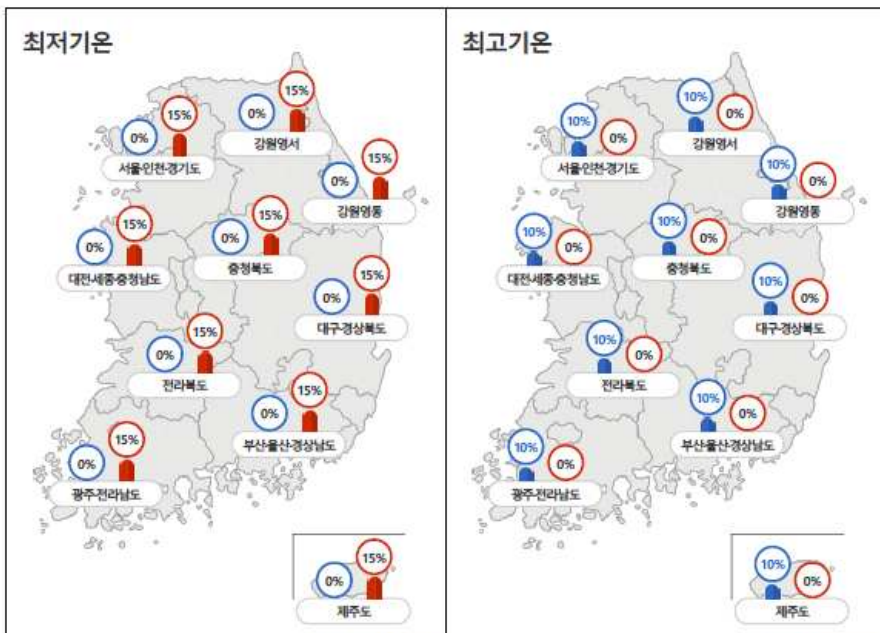 최저기온
15%
0%
강원영서
15%
0%
서울·인천·경기도
15%
0%
강원영동
15%
0%
충청북도
15%
0%
대전·세종·충청남도
15%
0%
대구·경상북도
15%
0%
전라북도
15%
0%
부산·울산·경상남도
15%
0%
광주·전라남도
15%
0%
제주도
최고기온
10%
0%
강원영서
10%
0%
서울·인천·경기도
10%
0%
강원영동
10%
0%
충청북도
10%
0%
대전·세종·충청남도
10%
0%
대구·경상북도
10%
0%
전라북도
10%
0%
부산·울산·경상남도
10%
0%
광주·전라남도
10%
0%
제주도